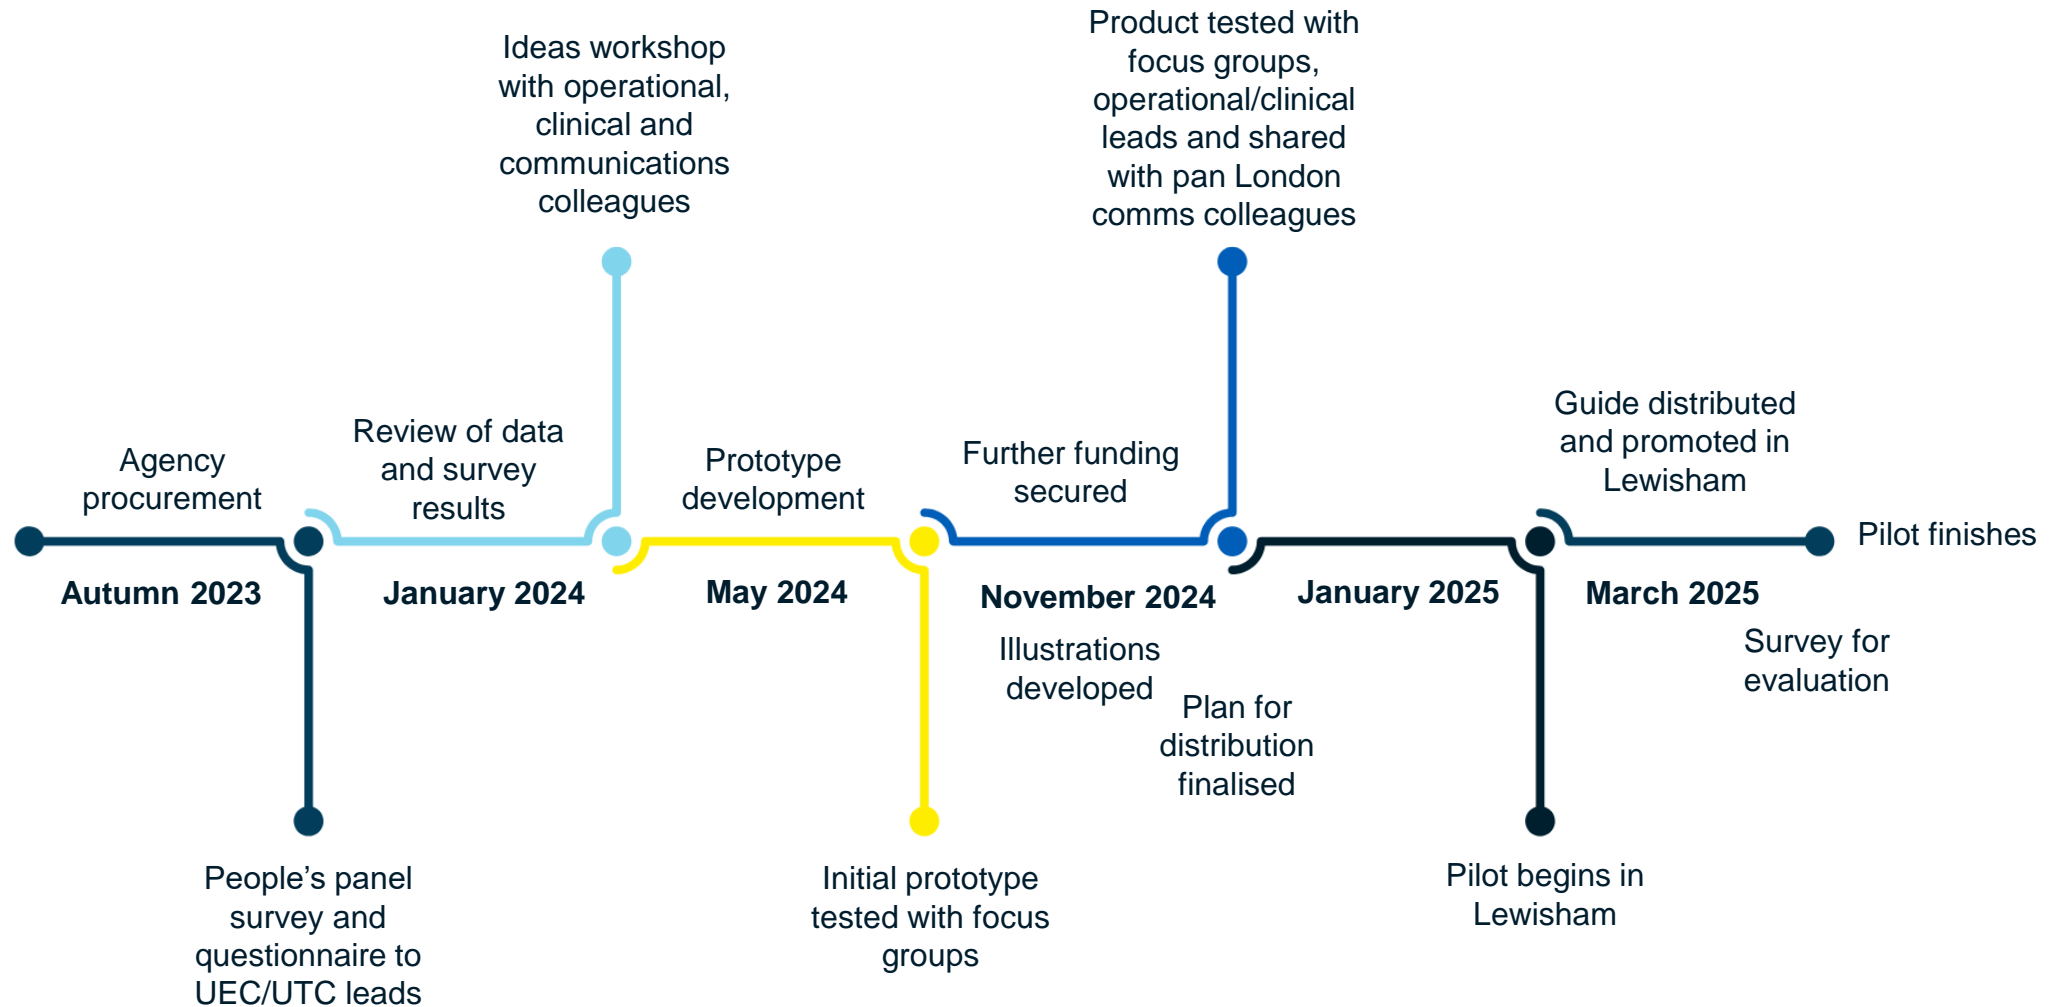 Ideas workshop
with operational,
clinical and
communications
colleagues
Product tested with
focus groups,
operational/clinical
leads and shared
with pan London
comms colleagues
Agency
procurement
Review of data
and survey
results
Prototype
development
Further funding
secured
Guide distributed
and promoted in
Lewisham
Pilot finishes
Autumn 2023
January 2024
May 2024
November 2024
January 2025
March 2025
Illustrations
developed
Plan for
distribution
finalised
Survey for
evaluation
People’s panel
survey and
questionnaire to
UEC/UTC leads
Initial prototype
tested with focus
groups
Pilot begins in
Lewisham